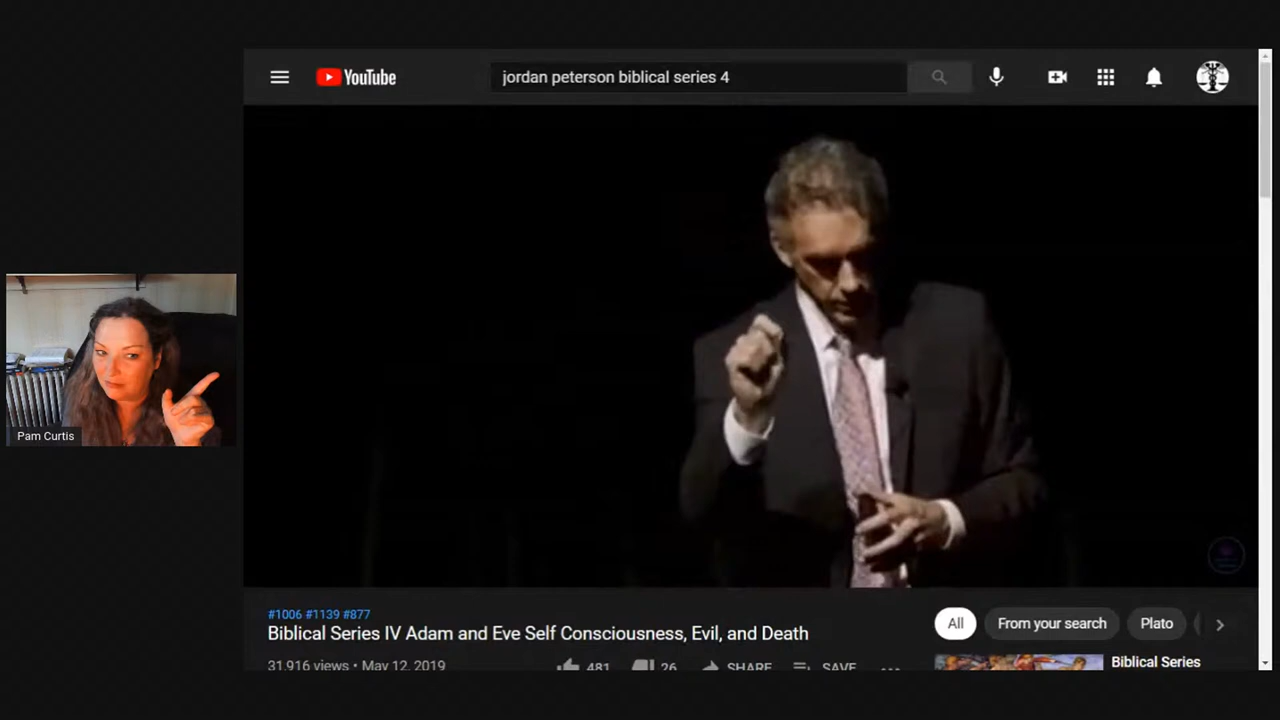 YouTube
jordan peterson biblical series 4
Pam Curtis
#1006 #1139 #877
Biblical Series IV Adam and Eve Self Consciousness, Evil, and Death
31,916 views • May 12, 2019
481
26
SHARE
SAVE
All
From your search
Plato
Biblical Series